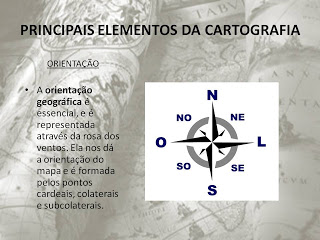 PRINCIPAIS ELEMENTOS DA CARTOGRAFIA
ORIENTAÇÃO
• A orientação
geográfica é
essencial, e é
representada
através da rosa dos
ventos. Ela nos dá
a orientação do
mapa e é formada
pelos pontos
cardeais, colaterais
e subcolaterais.
N
NO NE
O L
SO SE
S